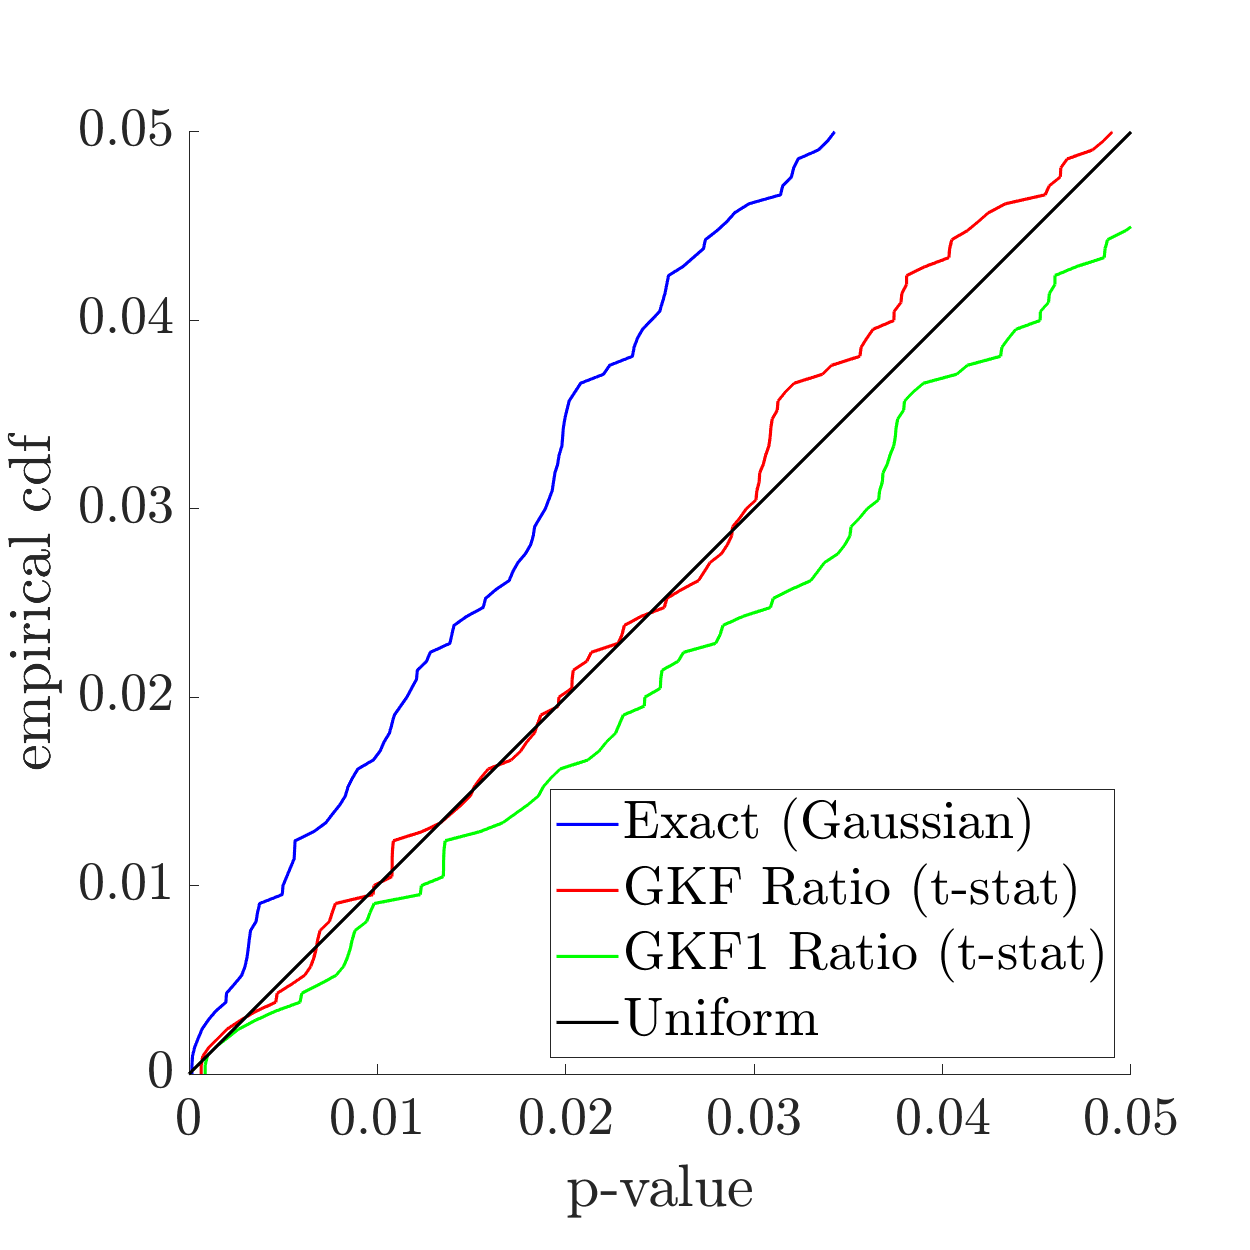 0.05
0.04
0.03
0.02
0.01
0
empirical cdf
Exact (Gaussian)
GKF Ratio (t-stat)
GKF1 Ratio (t-stat)
Uniform
0 0.01 0.02 0.03 0.04 0.05
p-value